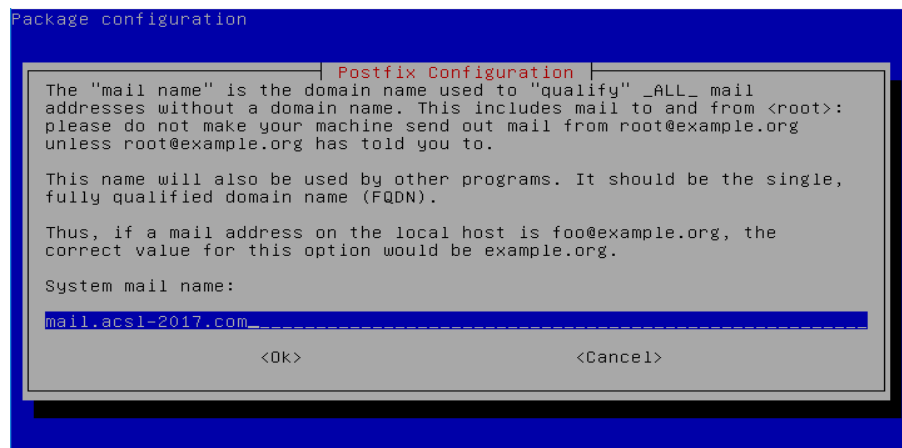 Package configuration
Postfix Configuration
The "mail name" is the domain name used to "qualify" _ALL_ mail
addresses without a domain name. This includes mail to and from <root>:
please do not make your machine send out mail from root@example.org
unless root@example.org has told you to.
This name will also be used by other programs. It should be the single,
fully qualified domain name (FQDN).
Thus, if a mail address on the local host is foo@example.org, the
correct value for this option would be example.org.
System mail name:
mail.acsl-2017.com
<Ok> <Cancel>